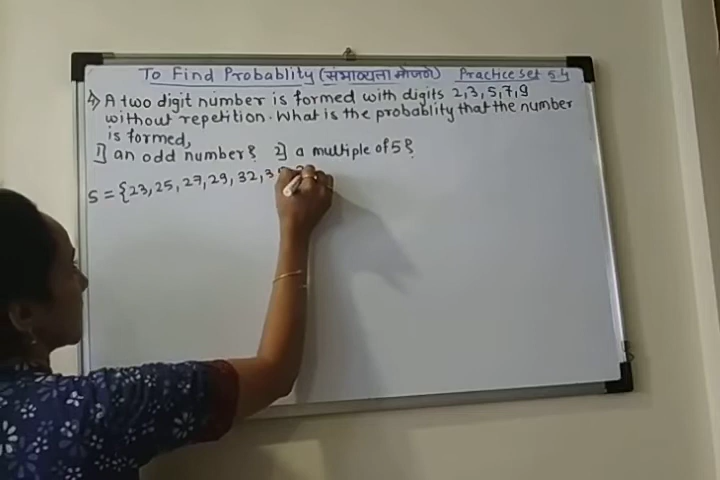 To Find Probablity (संभाव्यता मोजणे) Practice Set 5.4
4) A two digit number is formed with digits 2,3,5,7,9
without repetition. What is the probablity that the number
is formed,
1] an odd number? 2] a multiple of 5?
S = {23, 25, 27, 29, 32, 3